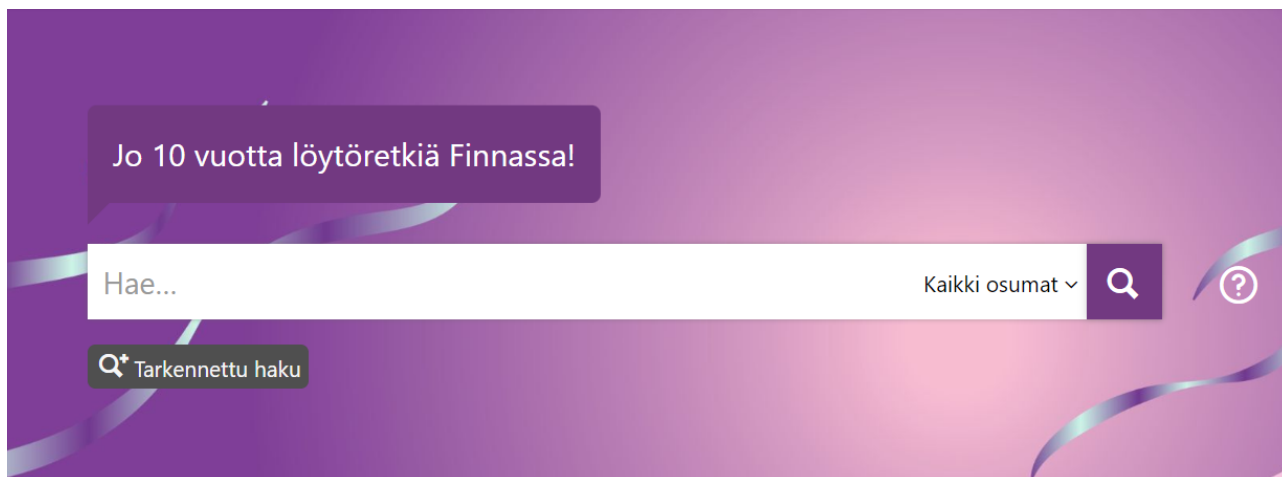 Jo 10 vuotta löytöretkiä Finnassa!
Hae...
Kaikki osumat
Tarkennettu haku